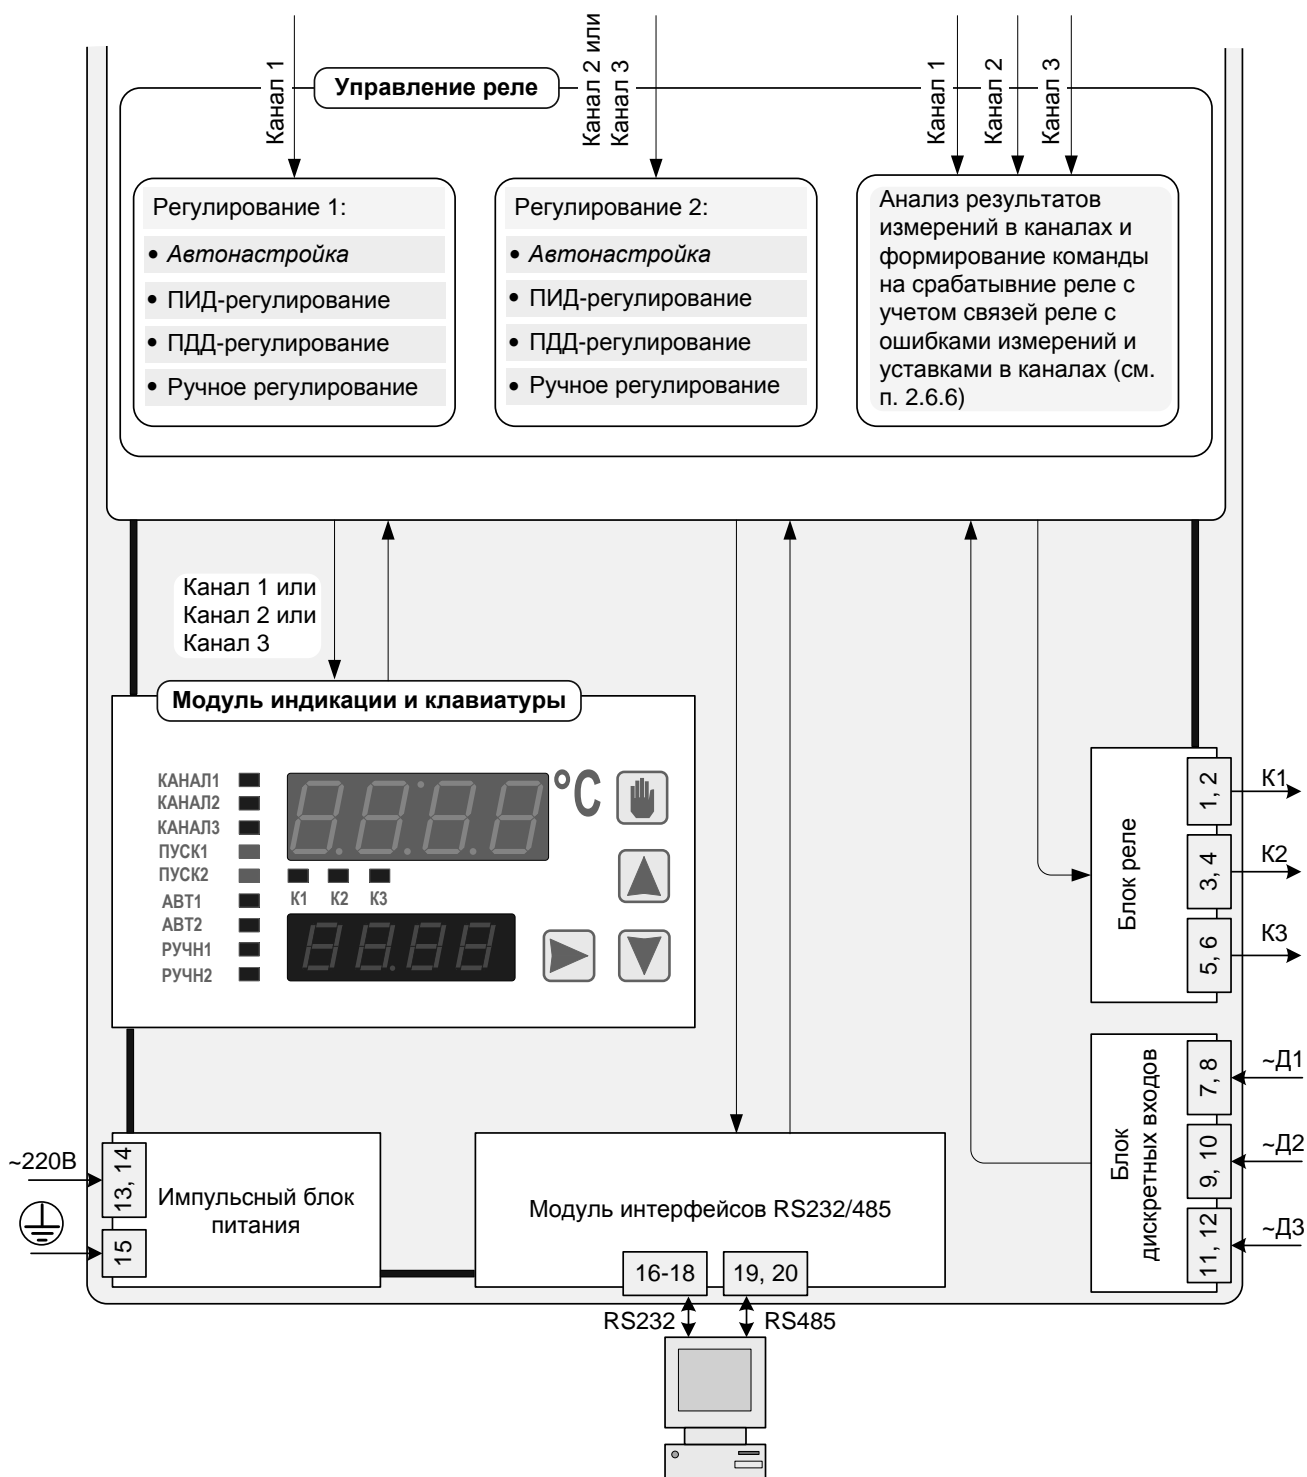 Канал 1
Канал 2 или
Канал 3
Канал 1
Канал 2
Канал 3
Управление реле
Регулирование 1:
• Автонастройка
• ПИД-регулирование
• ПДД-регулирование
• Ручное регулирование
Регулирование 2:
• Автонастройка
• ПИД-регулирование
• ПДД-регулирование
• Ручное регулирование
Анализ результатов
измерений в каналах и
формирование команды
на срабатывние реле с
учетом связей реле с
ошибками измерений и
уставками в каналах (см.
п. 2.6.6)
Канал 1 или
Канал 2 или
Канал 3
Модуль индикации и клавиатуры
КАНАЛ1
КАНАЛ2
КАНАЛ3
ПУСК1
ПУСК2
АВТ1
АВТ2
РУЧН1
РУЧН2
8.8.:8.8
°C
К1 К2 К3
88.88
Блок реле
1, 2
К1
3, 4
К2
5, 6
К3
Блок
дискретных входов
7, 8
~Д1
9, 10
~Д2
11, 12
~Д3
~220В
13, 14
15
Импульсный блок
питания
Модуль интерфейсов RS232/485
16-18
19, 20
RS232
RS485